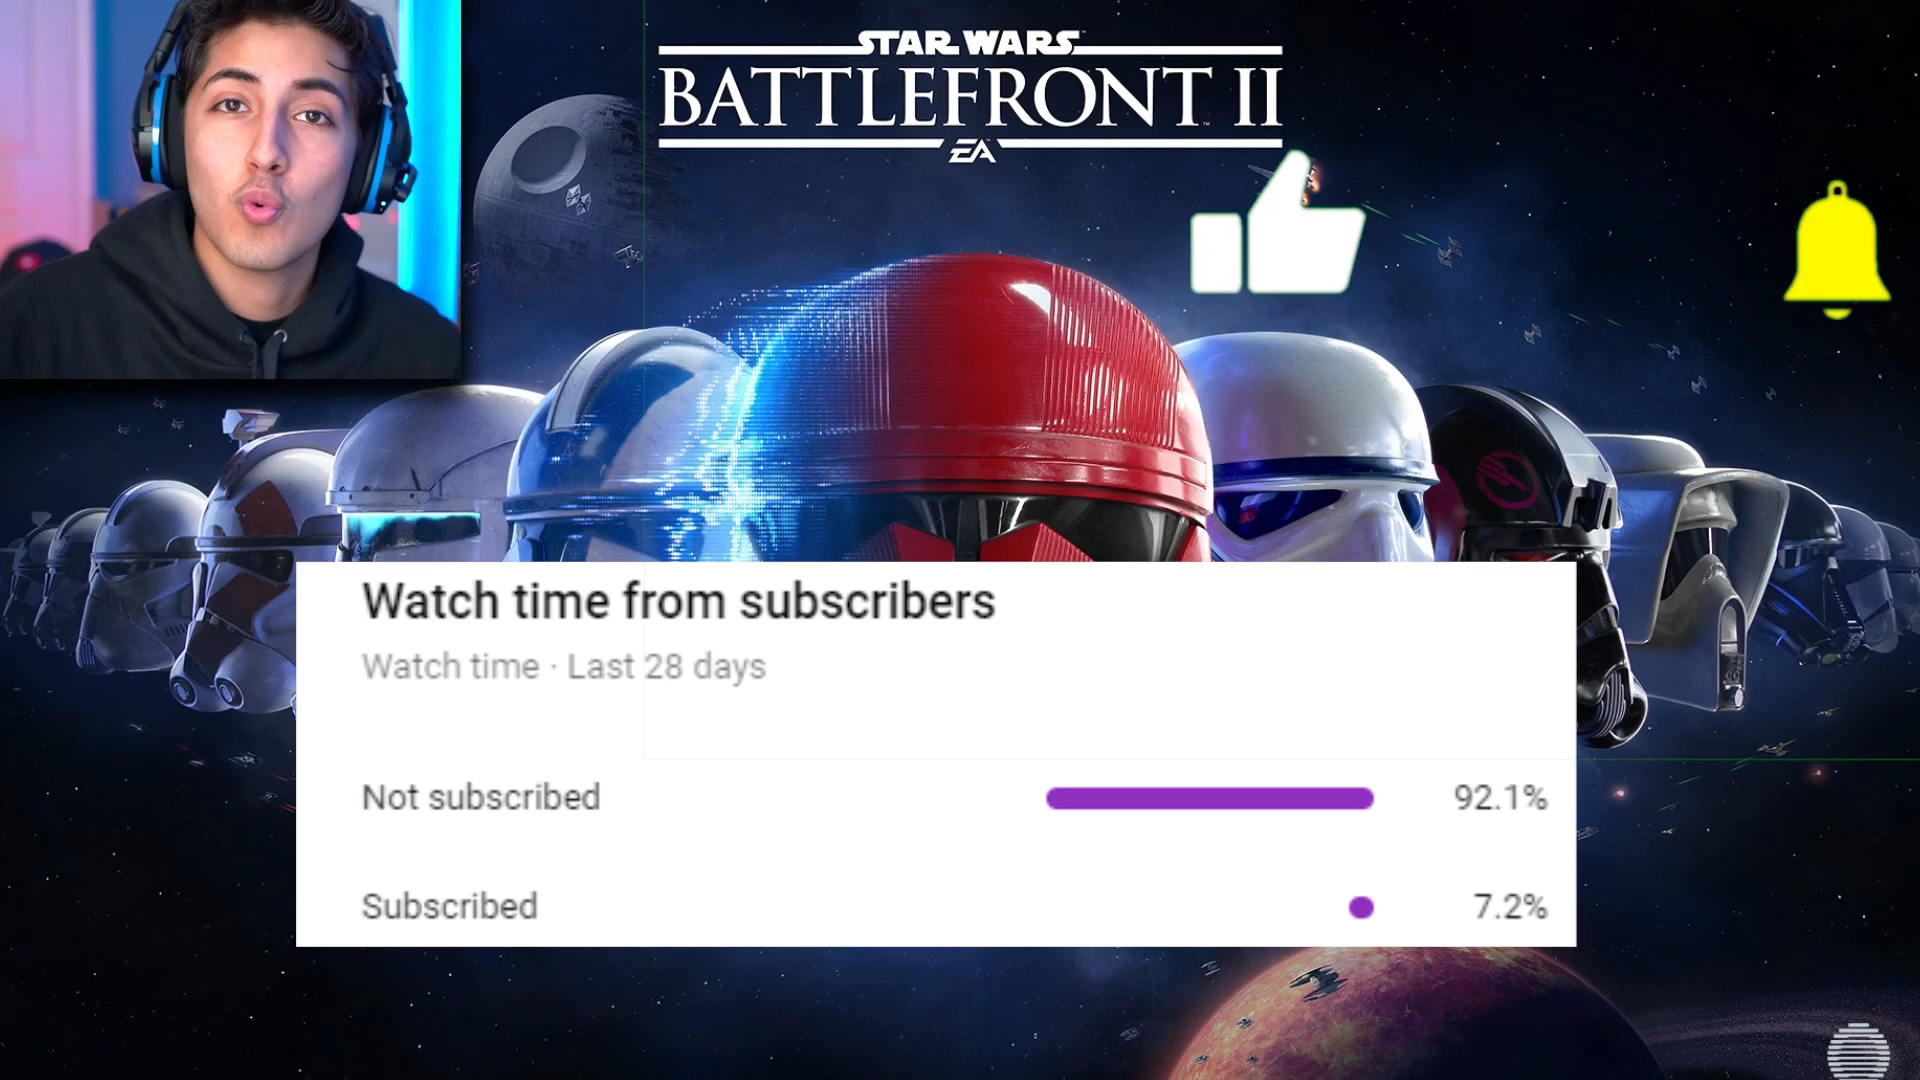 STAR WARS
BATTLEFRONT II
EA
Watch time from subscribers
Watch time · Last 28 days
Not subscribed 92.1%
Subscribed 7.2%